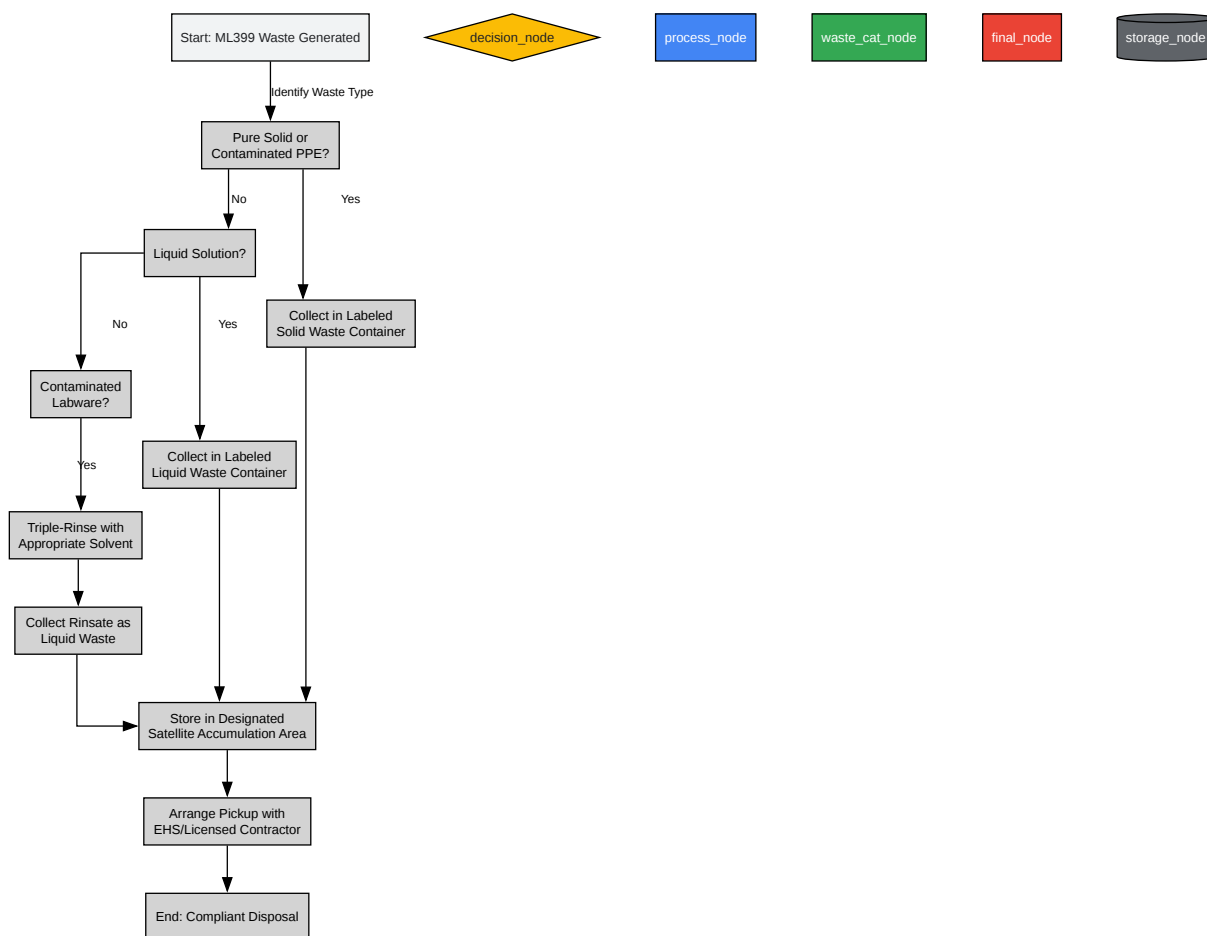 Start: ML399 Waste Generated
decision_node
process_node
waste_cat_node
final_node
storage_node
Identify Waste Type
Pure Solid or
Contaminated PPE?
No
Yes
Liquid Solution?
Collect in Labeled
Solid Waste Container
No
Yes
Contaminated
Labware?
Collect in Labeled
Liquid Waste Container
Yes
Triple-Rinse with
Appropriate Solvent
Collect Rinsate as
Liquid Waste
Store in Designated
Satellite Accumulation Area
Arrange Pickup with
EHS/Licensed Contractor
End: Compliant Disposal